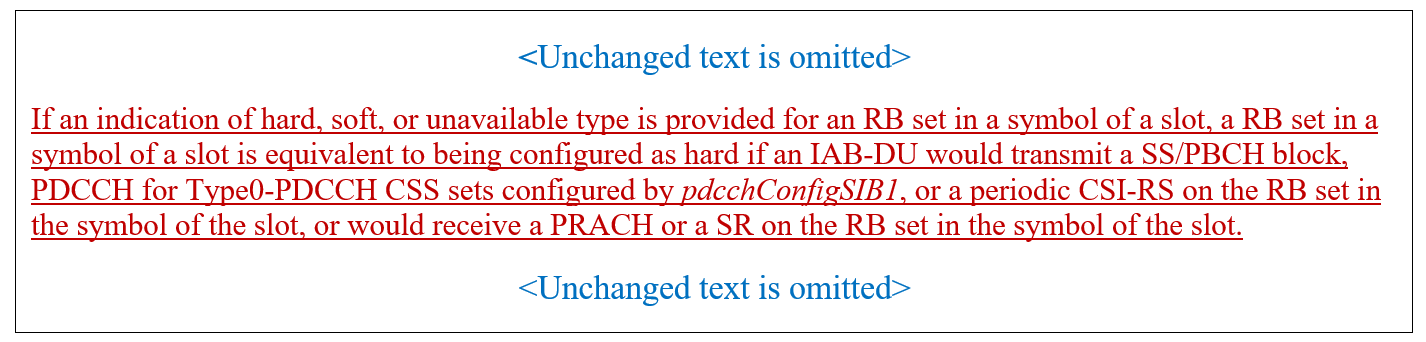 <Unchanged text is omitted>
If an indication of hard, soft, or unavailable type is provided for an RB set in a symbol of a slot, a RB set in a
symbol of a slot is equivalent to being configured as hard if an IAB-DU would transmit a SS/PBCH block,
PDCCH for Type0-PDCCH CSS sets configured by pdcchConfigSIB1, or a periodic CSI-RS on the RB set in
the symbol of the slot, or would receive a PRACH or a SR on the RB set in the symbol of the slot.
<Unchanged text is omitted>